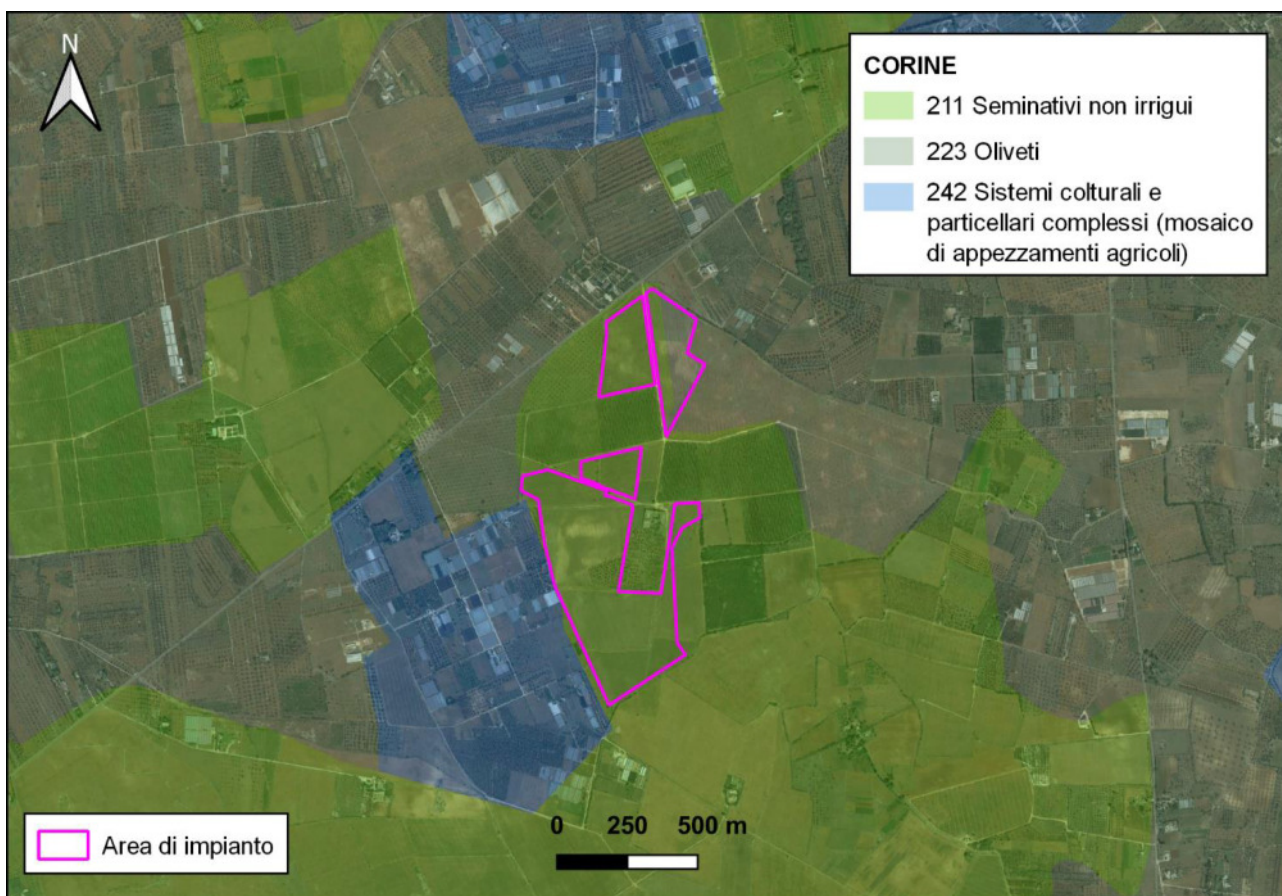 N
CORINE
211 Seminativi non irrigui
223 Oliveti
242 Sistemi colturali e
particellari complessi (mosaico
di appezzamenti agricoli)
Area di impianto
0 250 500 m